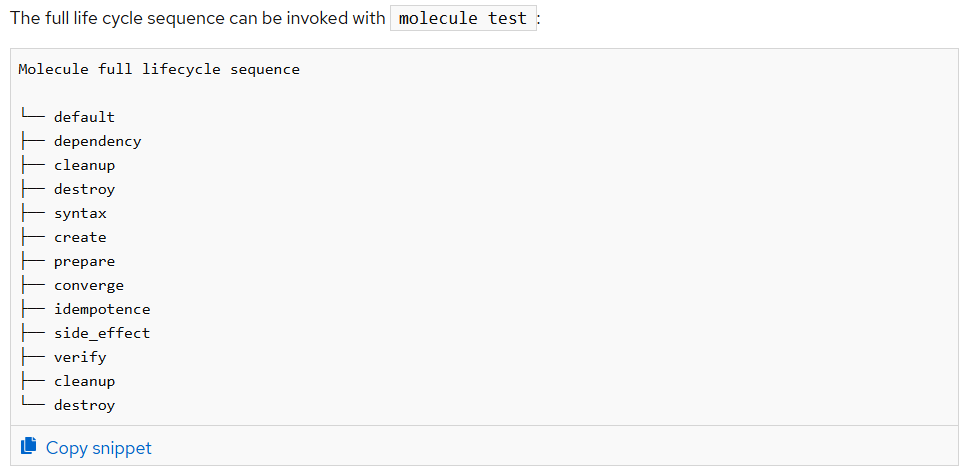 The full life cycle sequence can be invoked with molecule test:
Molecule full lifecycle sequence
└── default
├── dependency
├── cleanup
├── destroy
├── syntax
├── create
├── prepare
├── converge
├── idempotence
├── side_effect
├── verify
├── cleanup
└── destroy
Copy snippet